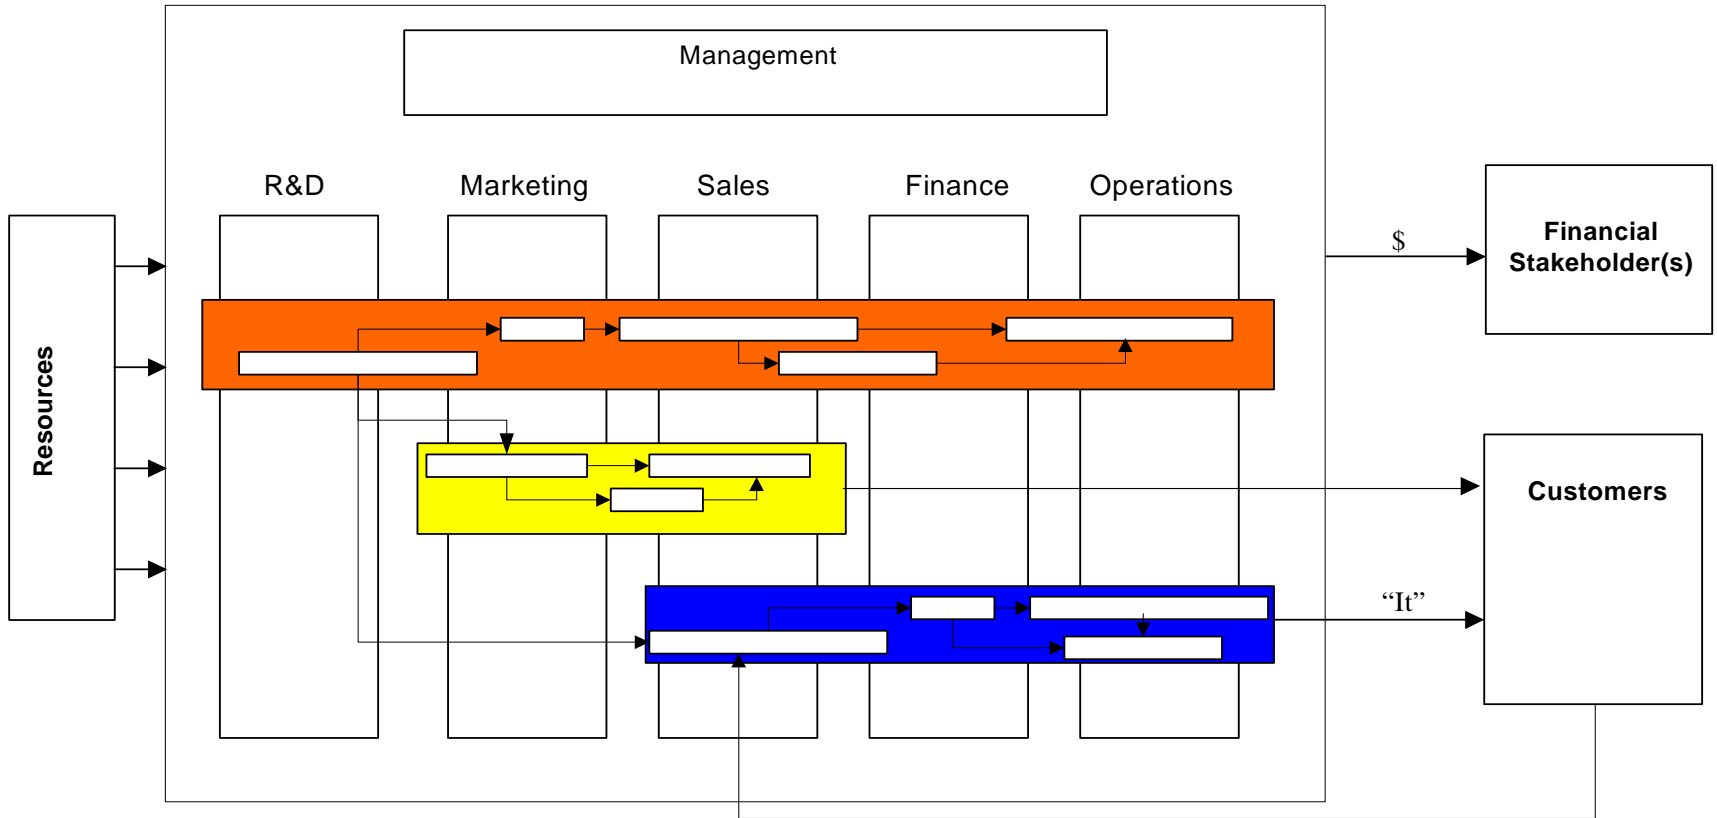 Management
R&D
Marketing
Sales
Finance
Operations
Resources
$
Financial
Stakeholder(s)
Customers
“It”